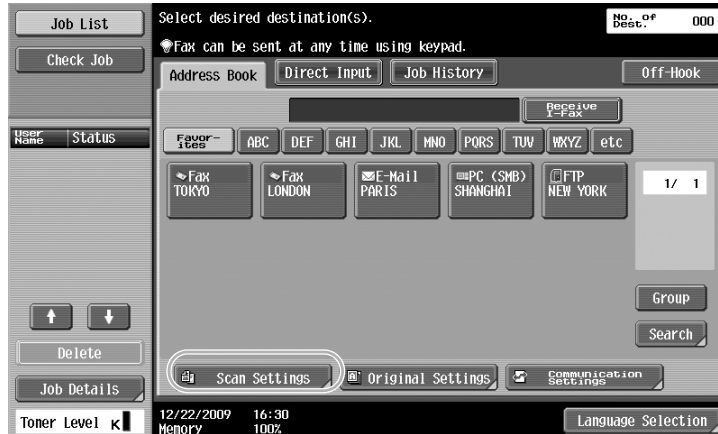 Job List
Check Job
User Name
Status
Delete
Job Details
Toner Level K
Select desired destination(s).
Fax can be sent at any time using keypad.
No. of Dest.
000
Address Book
Direct Input
Job History
Off-Hook
Receive I-Fax
Favor-ites
ABC
DEF
GHI
JKL
MNO
PQRS
TUV
WXYZ
etc
Fax
TOKYO
Fax
LONDON
E-Mail
PARIS
PC (SMB)
SHANGHAI
FTP
NEW YORK
1/ 1
Group
Search
Scan Settings
Original Settings
Communication Settings
12/22/2009 16:30
Memory 100%
Language Selection